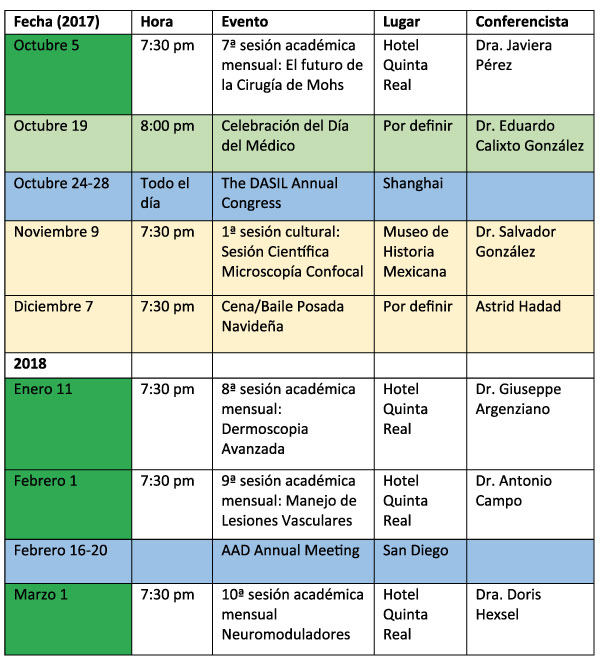 Fecha (2017) Hora Evento Lugar Conferencista
Octubre 5 7:30 pm 7ª sesión académica Hotel Dra. Javiera
mensual: El futuro de Quinta Pérez
la Cirugía de Mohs Real
Octubre 19 8:00 pm Celebración del Día Por definir Dr. Eduardo
del Médico Calixto González
Octubre 24-28 Todo el The DASIL Annual Shanghai
día Congress
Noviembre 9 7:30 pm 1ª sesión cultural: Museo de Dr. Salvador
Sesión Científica Historia González
Microscopía Confocal Mexicana
Diciembre 7 7:30 pm Cena/Baile Posada Por definir Astrid Hadad
Navideña
2018
Enero 11 7:30 pm 8ª sesión académica Hotel Dr. Giuseppe
mensual: Quinta Argenziano
Dermoscopia Real
Avanzada
Febrero 1 7:30 pm 9ª sesión académica Hotel Dr. Antonio
mensual: Manejo de Quinta Campo
Lesiones Vasculares Real
Febrero 16-20 AAD Annual Meeting San Diego
Marzo 1 7:30 pm 10ª sesión académica Hotel Dra. Doris
mensual Quinta Hexsel
Neuromoduladores Real